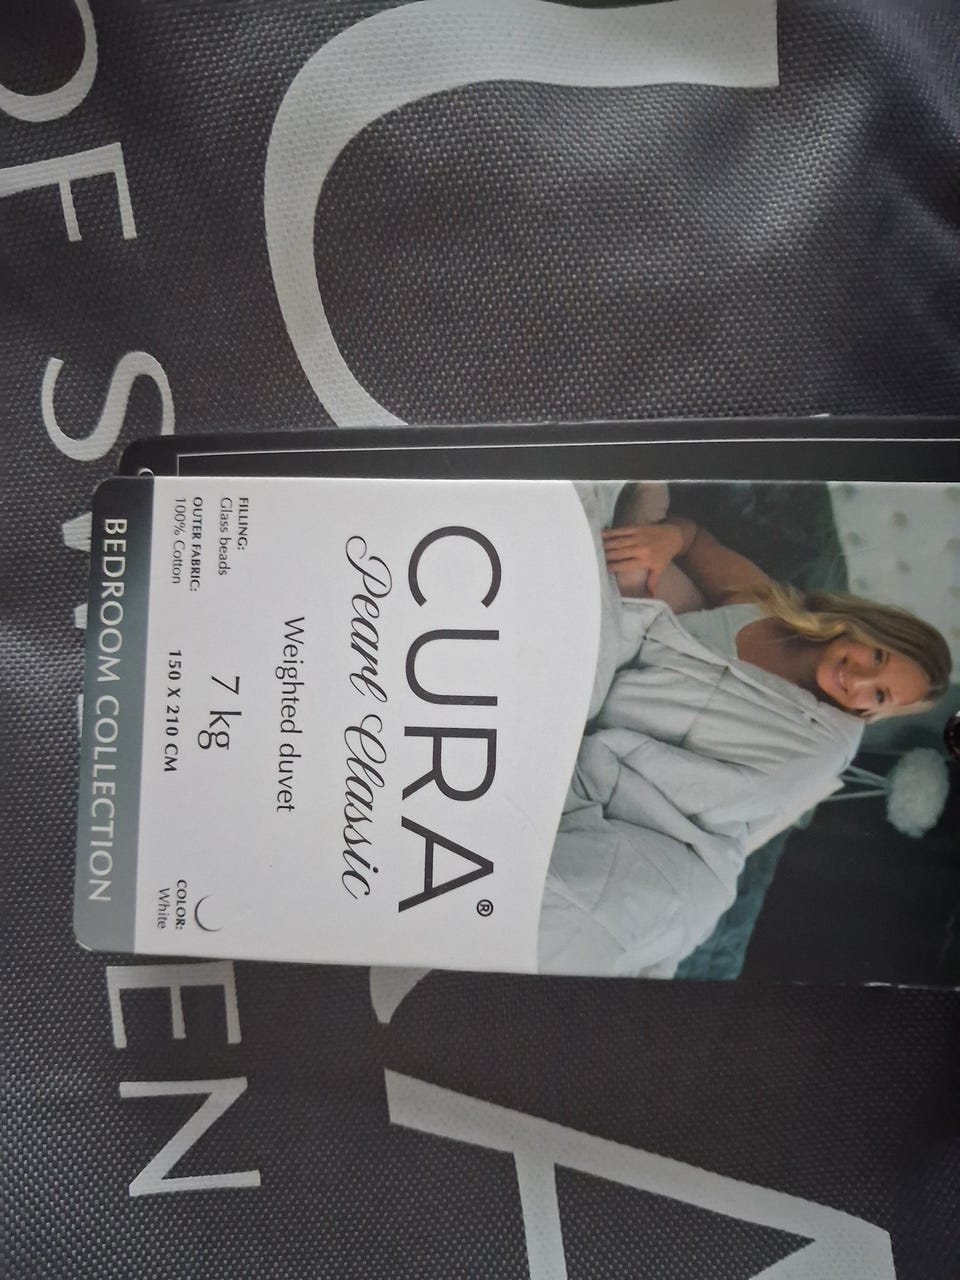 CURA®
Pearl Classic
Weighted duvet
FILLING:
Glass beads
OUTER FABRIC:
100% Cotton
7 kg
150 X 210 CM
COLOR:
White
BEDROOM COLLECTION
OF